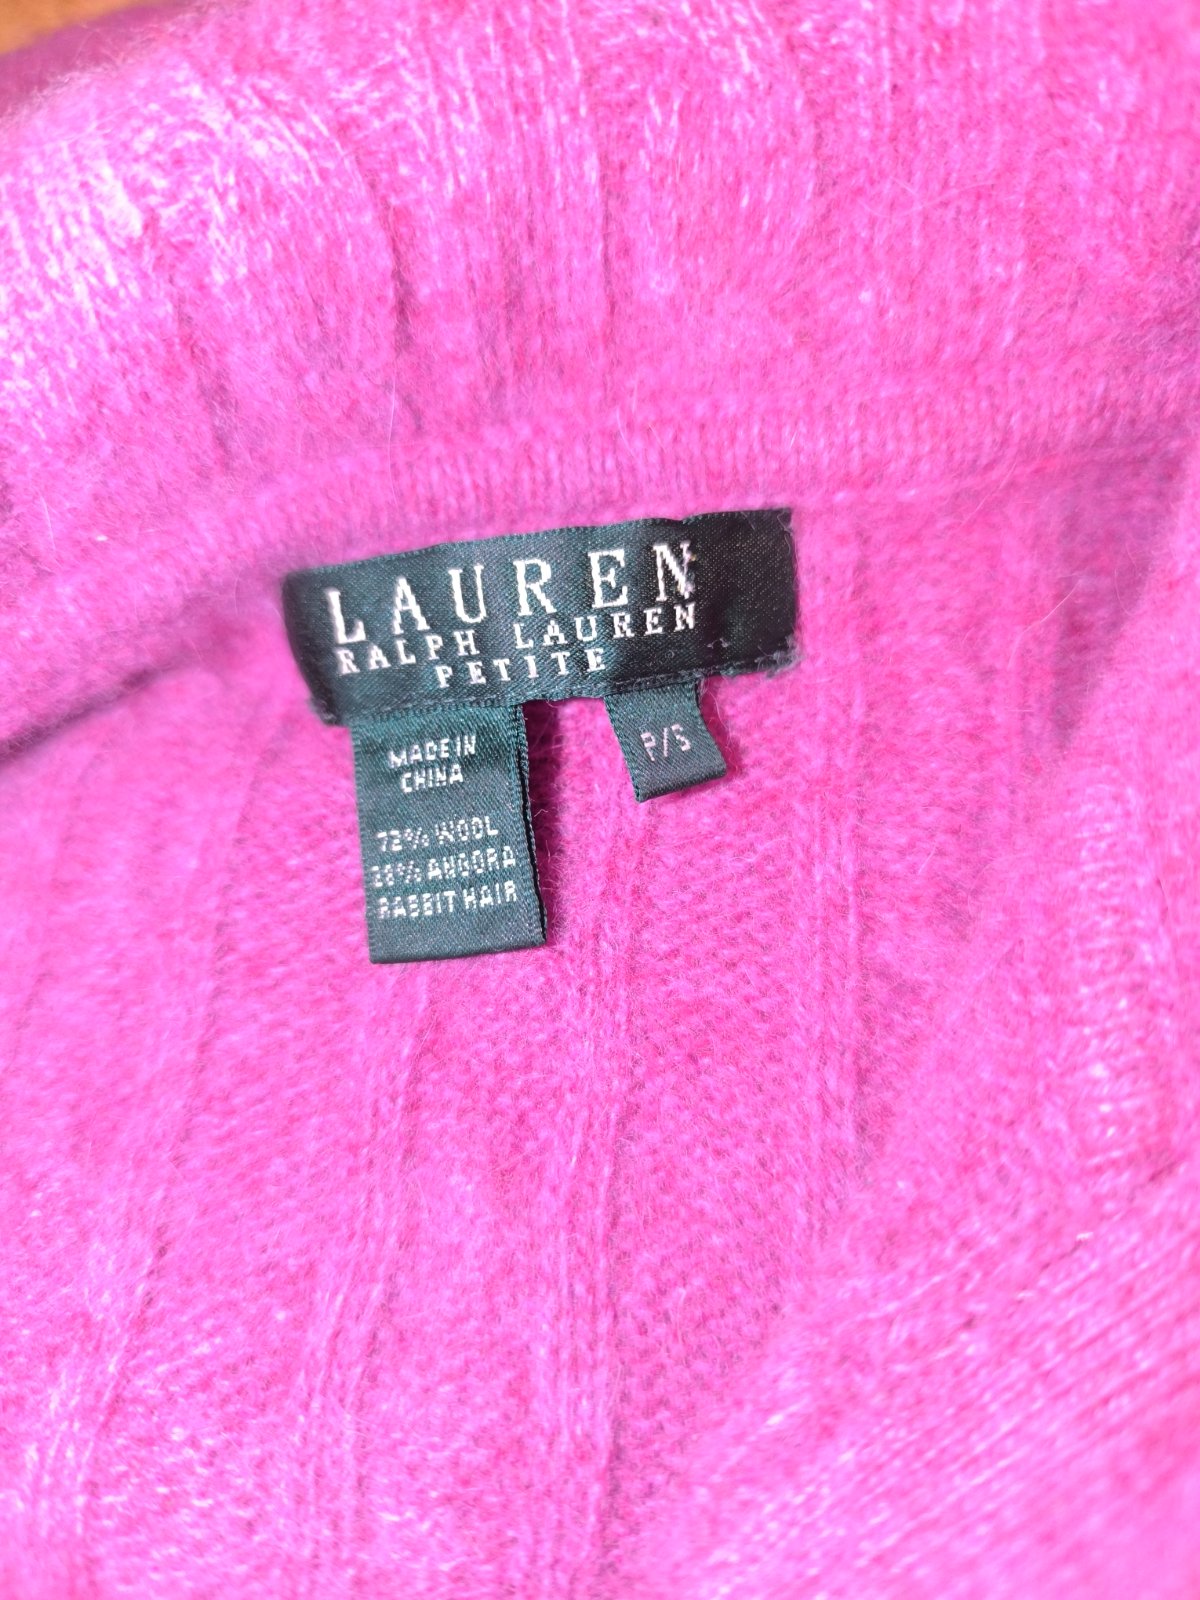 LAUREN
RALPH LAUREN
PETITE
P/S
MADE IN
CHINA
72% WOOL
28% ANGORA
RABBIT HAIR